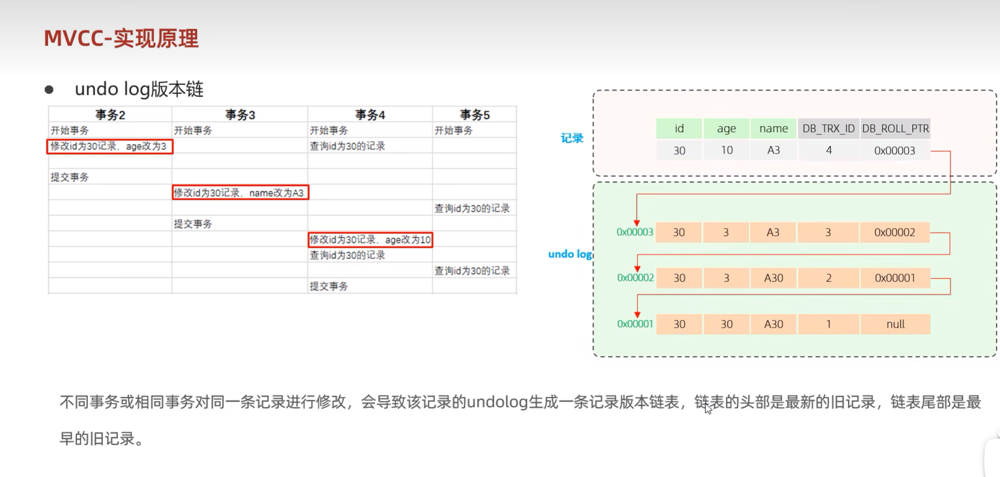 MVCC-实现原理
● undo log版本链
事务2 事务3 事务4 事务5
开始事务 开始事务 开始事务 开始事务
修改id为30记录，age改为3 查询id为30的记录
提交事务
修改id为30记录，name改为A3
查询id为30的记录
提交事务
修改id为30记录，age改为10
查询id为30的记录
查询id为30的记录
提交事务
记录
id age name DB_TRX_ID DB_ROLL_PTR
30 10 A3 4 0x00003
undo log
0x00003 30 3 A3 3 0x00002
0x00002 30 3 A30 2 0x00001
0x00001 30 30 A30 1 null
不同事务或相同事务对同一条记录进行修改，会导致该记录的undolog生成一条记录版本链表，链表的头部是最新的旧记录，链表尾部是最
早的旧记录。